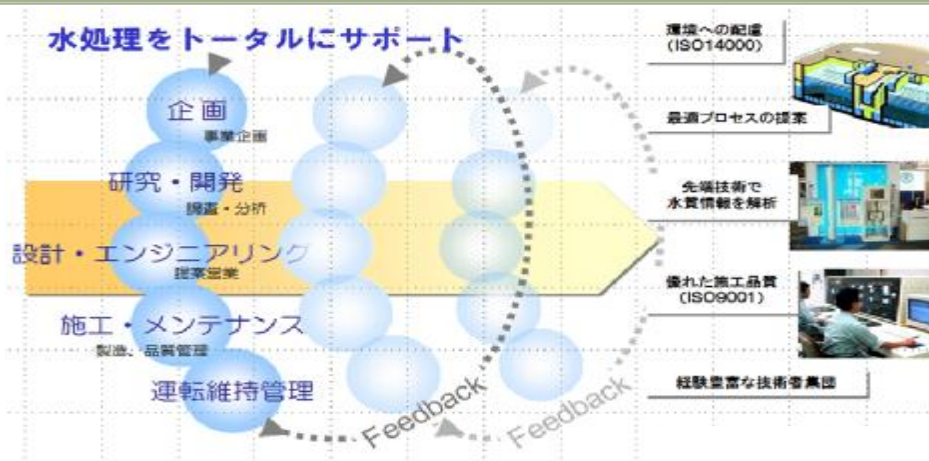 水処理をトータルにサポート
企画
事業企画
研究・開発
調査・分析
設計・エンジニアリング
提案営業
施工・メンテナンス
製造、品質管理
運転維持管理
Feedback
Feedback
環境への配慮
(ISO14000)
最適プロセスの提案
先端技術で
水質情報を解析
優れた施工品質
(ISO9001)
経験豊富な技術者集団